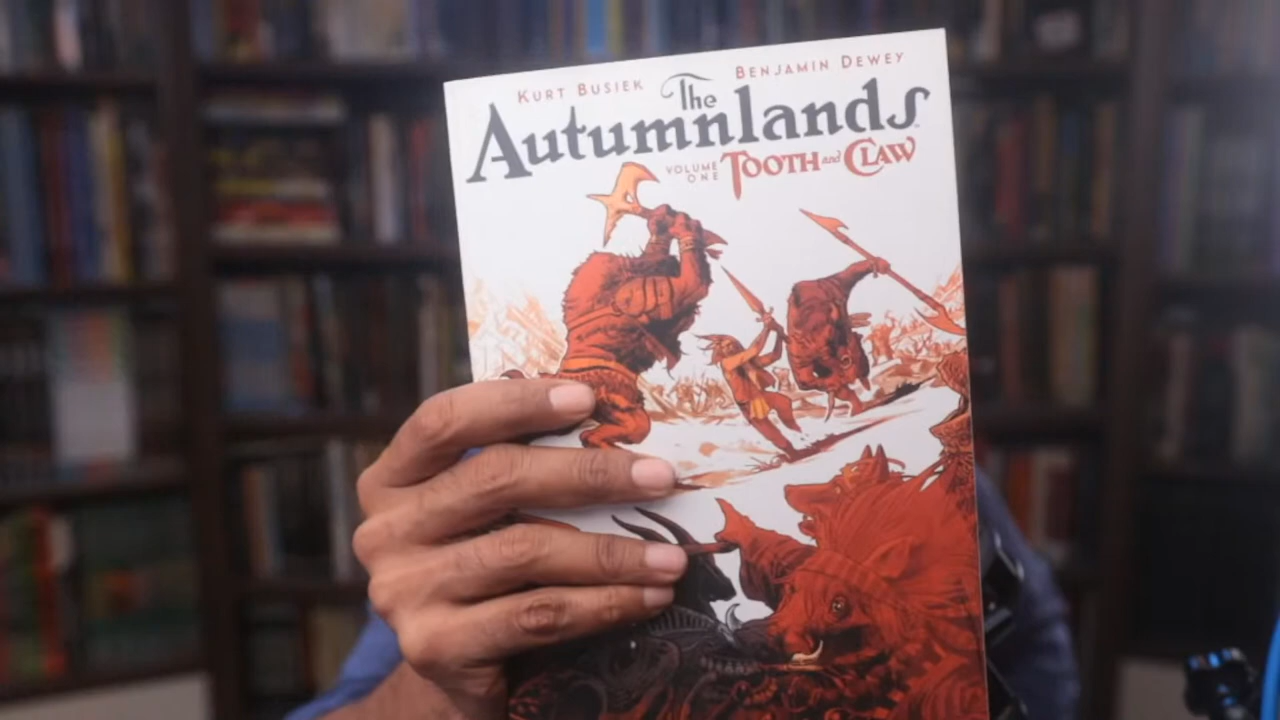 KURT BUSIEK
BENJAMIN DEWEY
The
Autumnlands
VOLUME ONE
TOOTH and CLAW